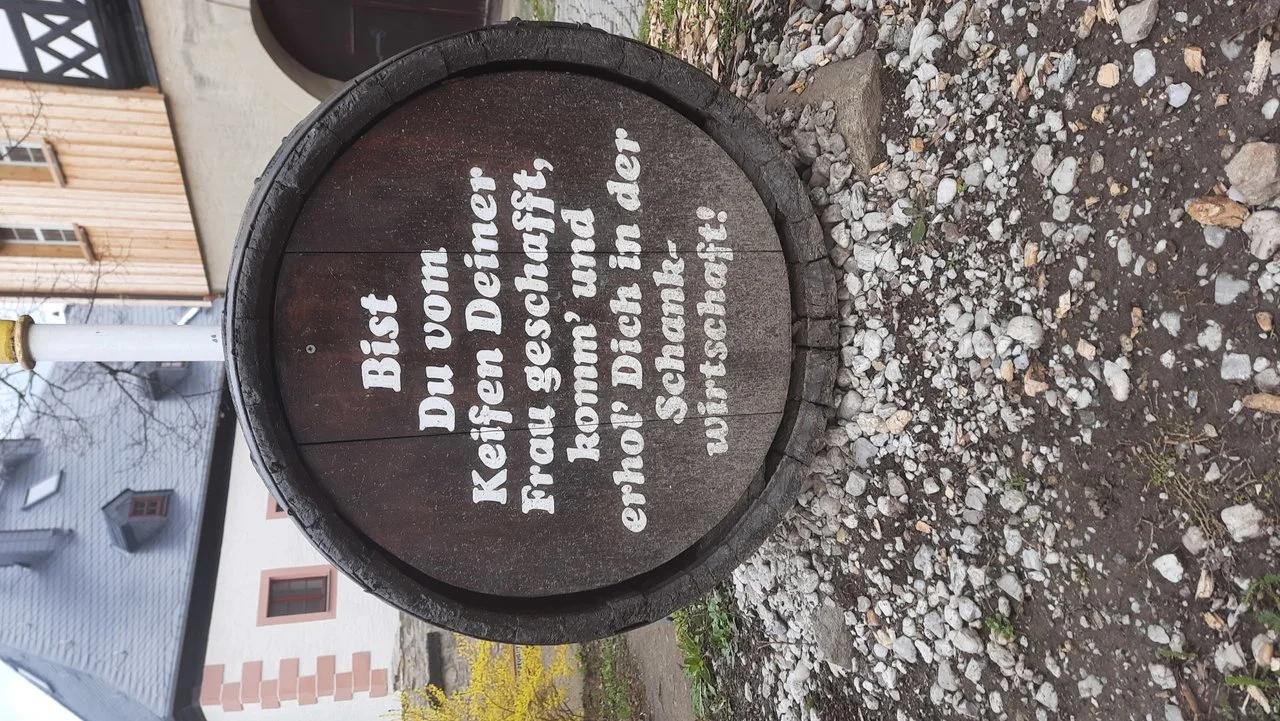 Bist
Du vom
Keifen Deiner
Frau geschafft,
komm' und
erhol' Dich in der
Schank-
wirtschaft!